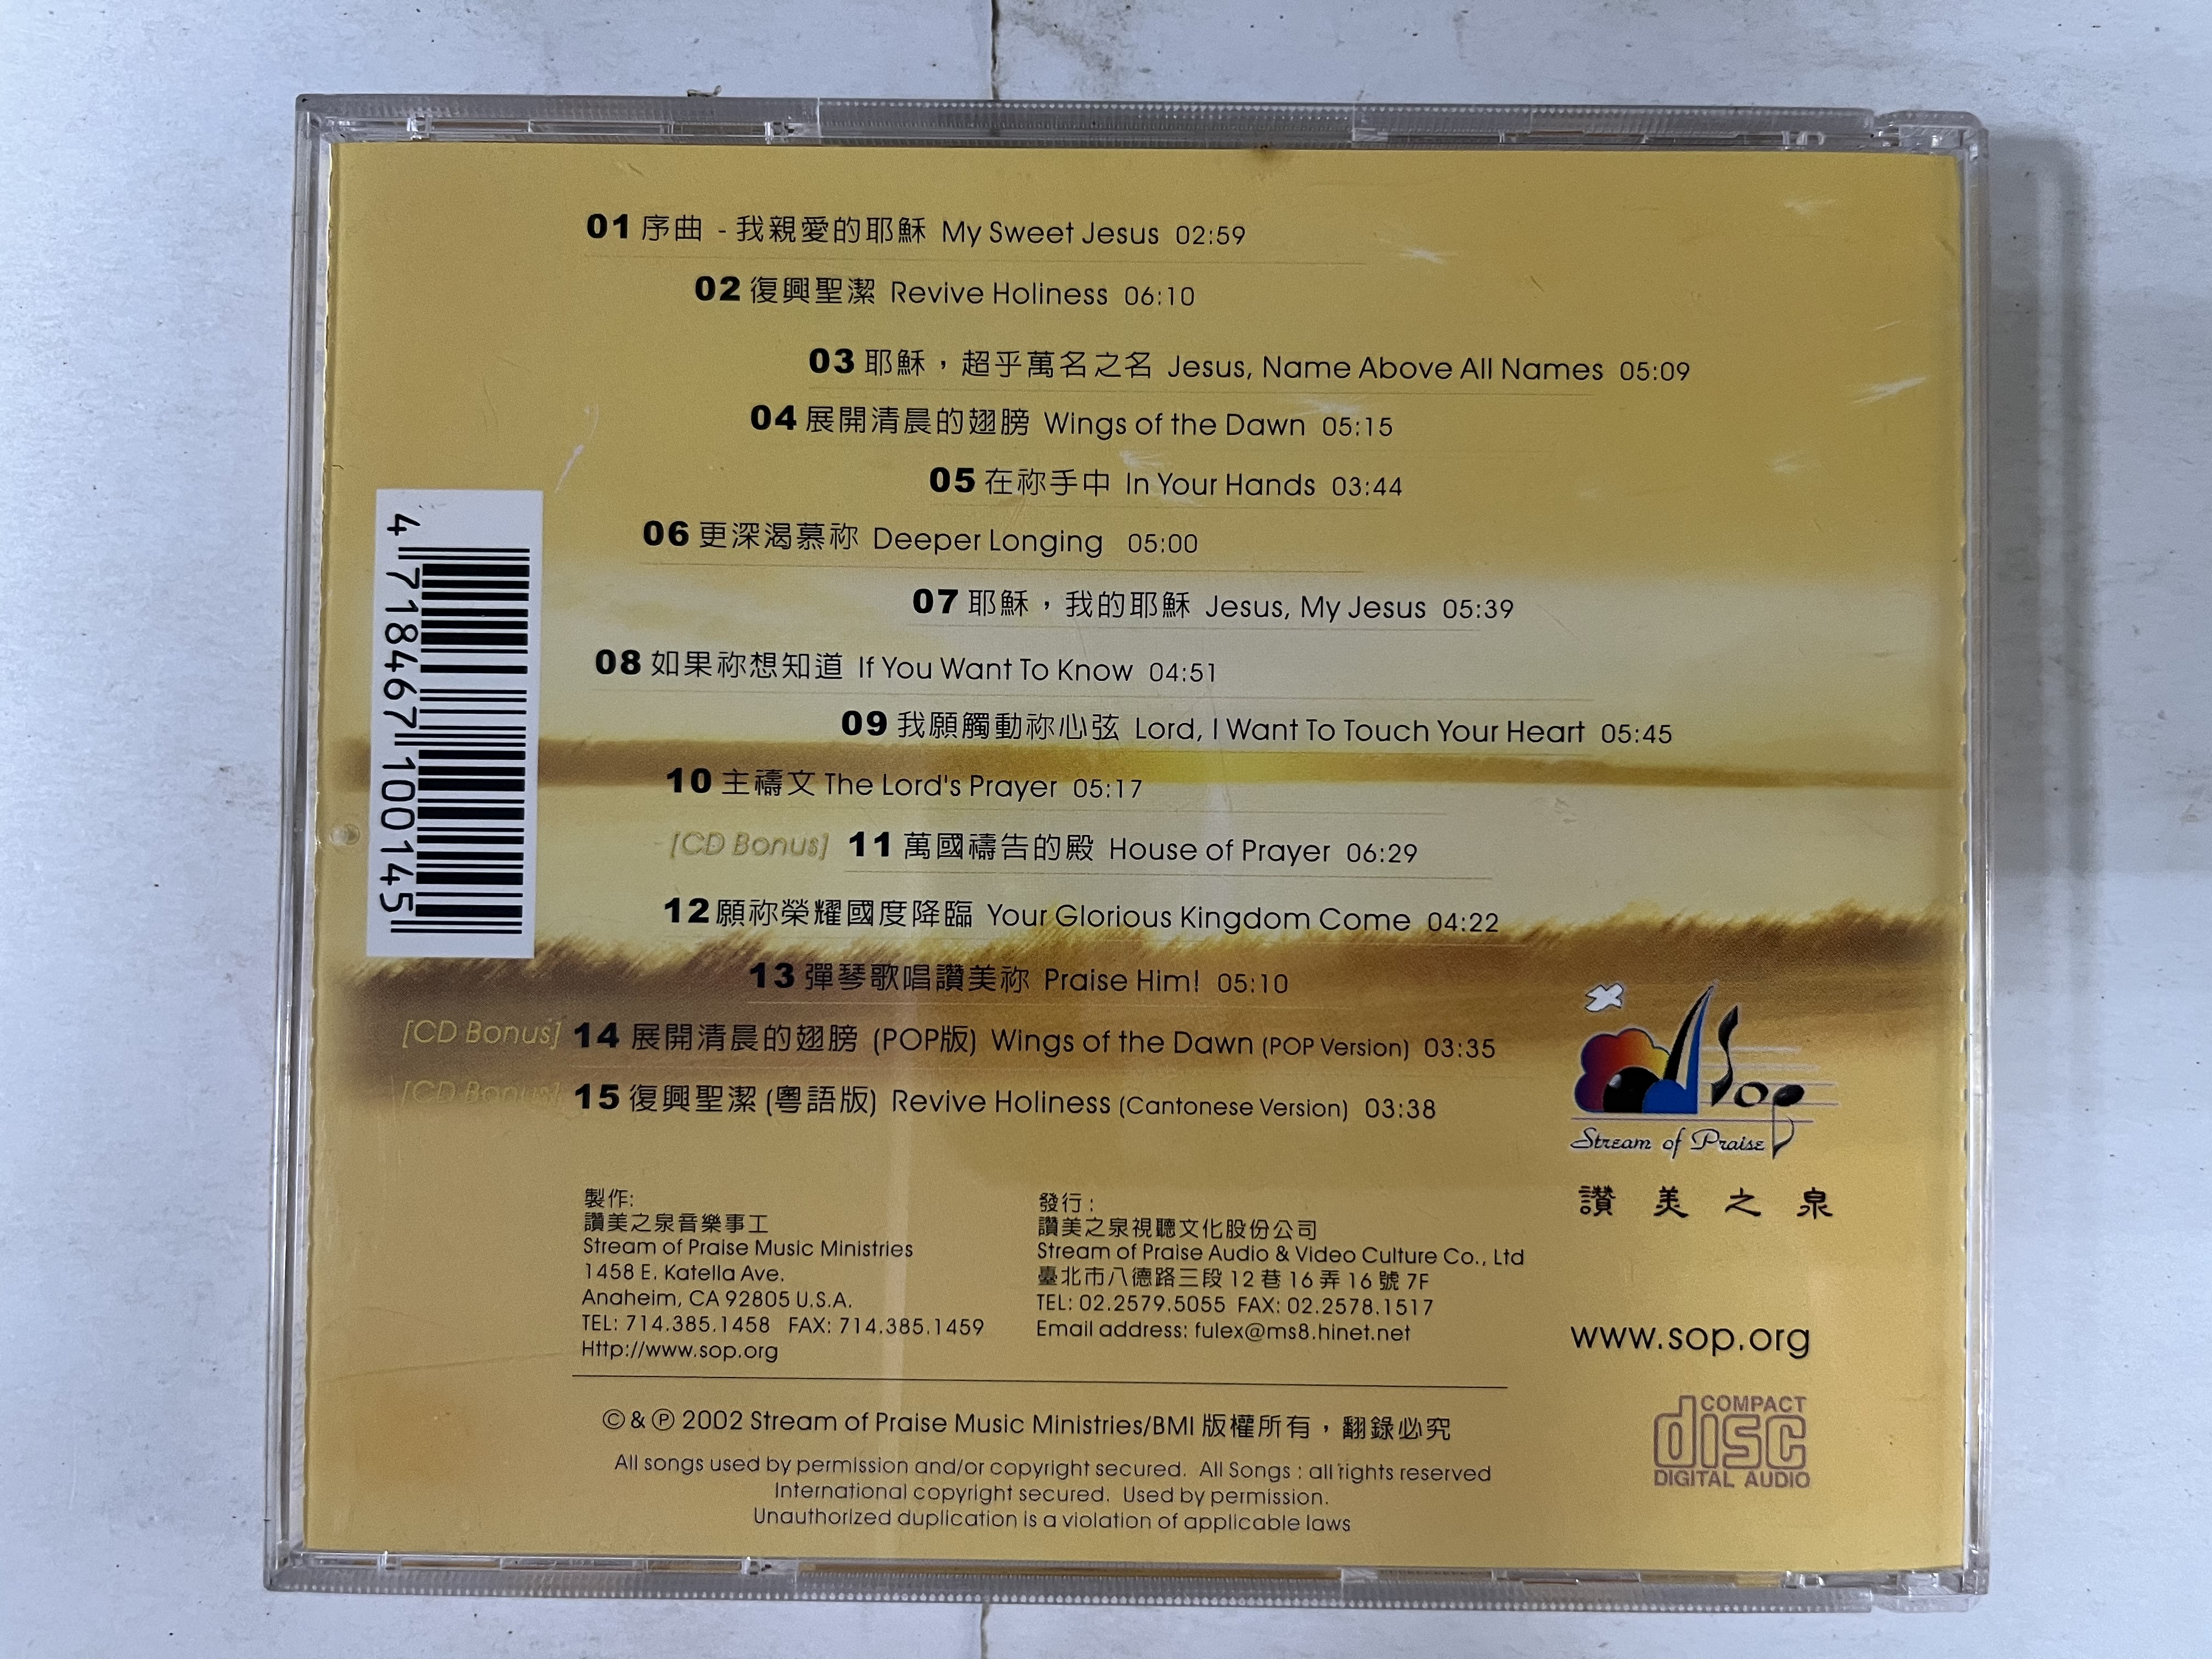 01 序曲 - 我親愛的耶穌 My Sweet Jesus 02:59
02 復興聖潔 Revive Holiness 06:10
03 耶穌，超乎萬名之名 Jesus, Name Above All Names 05:09
04 展開清晨的翅膀 Wings of the Dawn 05:15
05 在祢手中 In Your Hands 03:44
06 更深渴慕祢 Deeper Longing 05:00
07 耶穌，我的耶穌 Jesus, My Jesus 05:39
08 如果祢想知道 If You Want To Know 04:51
09 我願觸動祢心弦 Lord, I Want To Touch Your Heart 05:45
10 主禱文 The Lord's Prayer 05:17
[CD Bonus] 11 萬國禱告的殿 House of Prayer 06:29
12 願祢榮耀國度降臨 Your Glorious Kingdom Come 04:22
13 彈琴歌唱讚美祢 Praise Him! 05:10
[CD Bonus] 14 展開清晨的翅膀 (POP版) Wings of the Dawn (POP Version) 03:35
[CD Bonus] 15 復興聖潔 (粵語版) Revive Holiness (Cantonese Version) 03:38
4 718467 100145
Sop
Stream of Praise
讚美之泉
www.sop.org
製作:
讚美之泉音樂事工
Stream of Praise Music Ministries
1458 E. Katella Ave.
Anaheim, CA 92805 U.S.A.
TEL: 714.385.1458 FAX: 714.385.1459
Http://www.sop.org
發行:
讚美之泉視聽文化股份公司
Stream of Praise Audio & Video Culture Co., Ltd
臺北市八德路三段 12 巷 16 弄 16 號 7F
TEL: 02.2579.5055 FAX: 02.2578.1517
Email address: fulex@ms8.hinet.net
© & ℗ 2002 Stream of Praise Music Ministries/BMI 版權所有，翻錄必究
All songs used by permission and/or copyright secured. All Songs : all rights reserved
International copyright secured. Used by permission.
Unauthorized duplication is a violation of applicable laws
COMPACT
disc
DIGITAL AUDIO